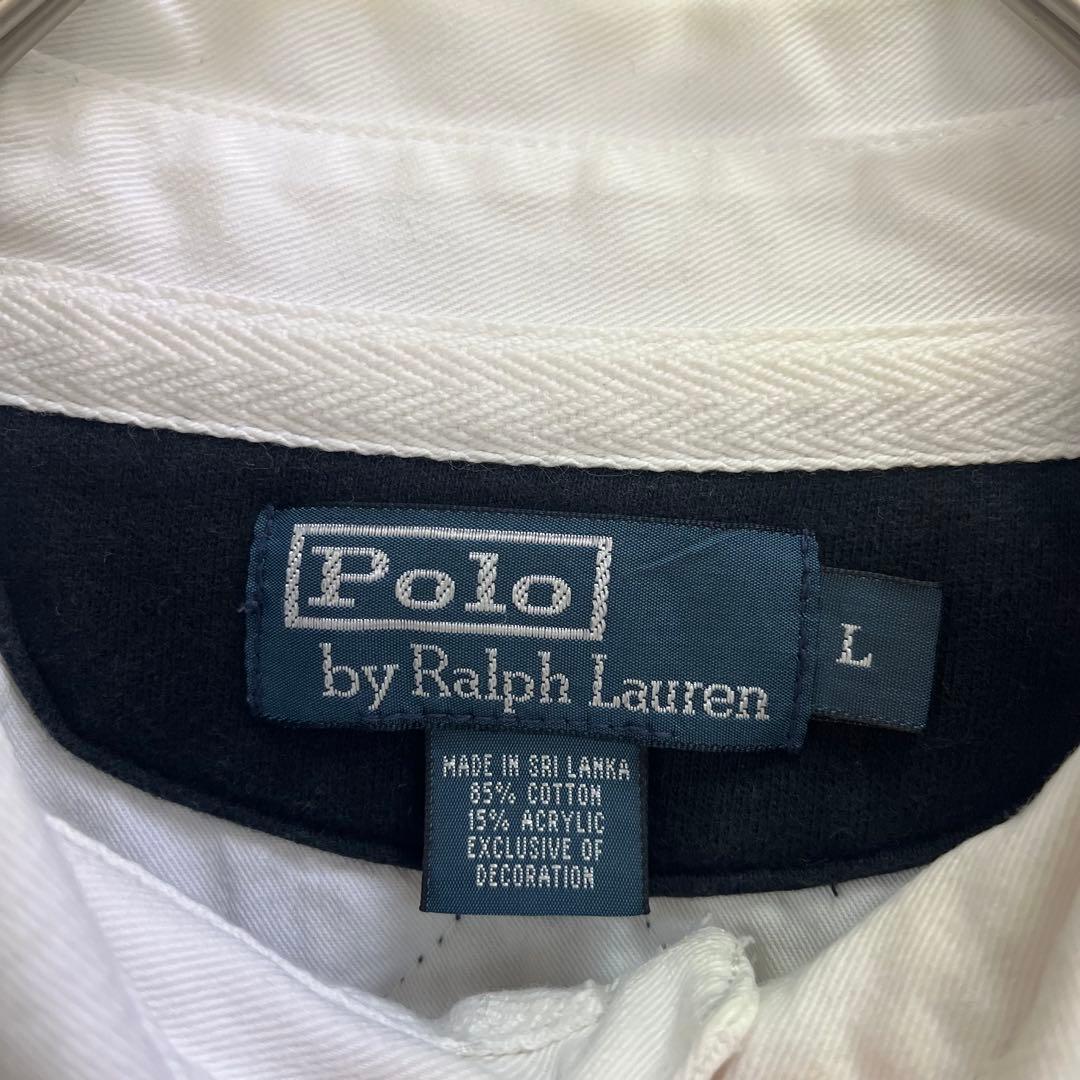 Polo
by Ralph Lauren
L
MADE IN SRI LANKA
85% COTTON
15% ACRYLIC
EXCLUSIVE OF
DECORATION